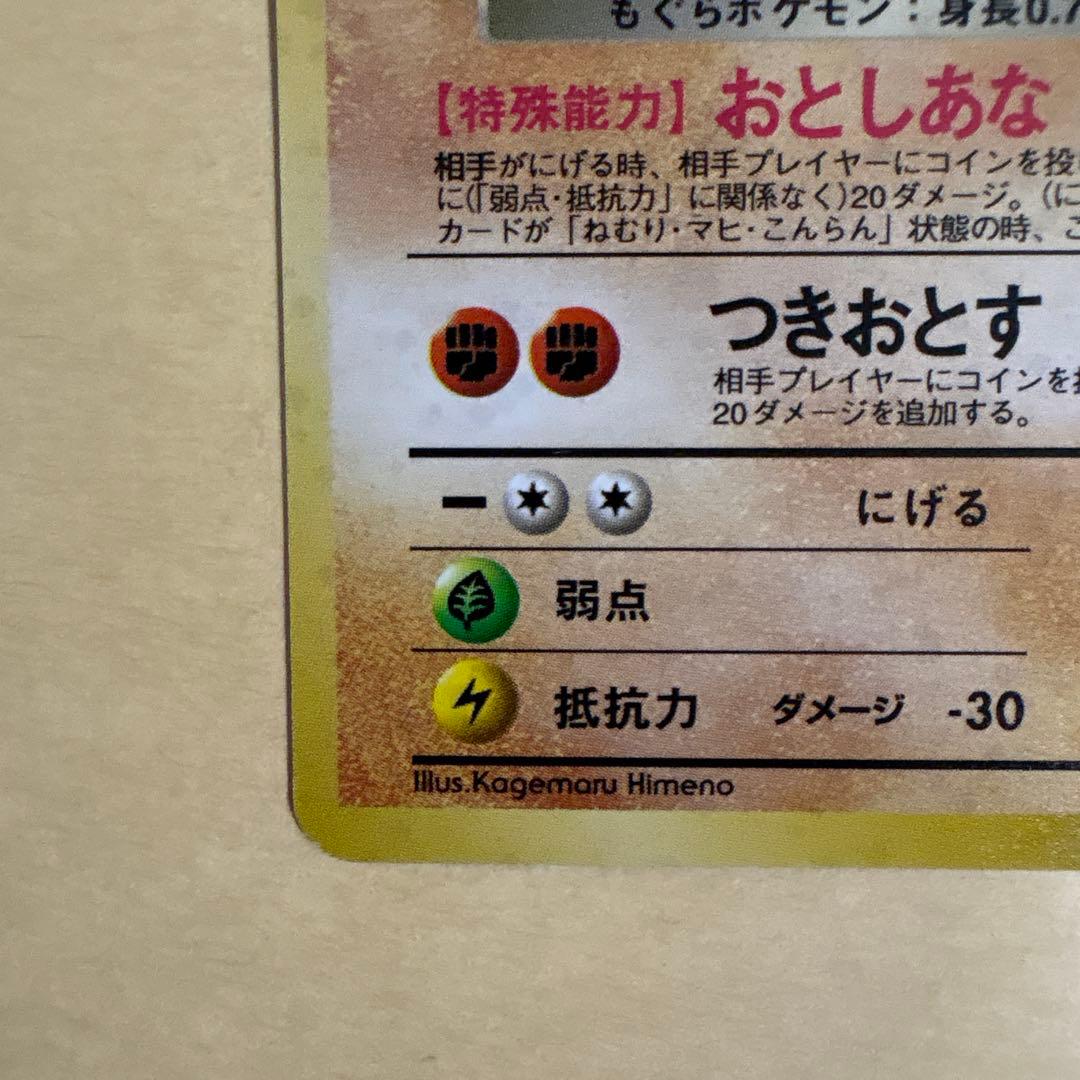 もぐらポケモン：身長0.7
【特殊能力】おとしあな
相手がにげる時、相手プレイヤーにコインを投
に(「弱点・抵抗力」に関係なく)20ダメージ。(に
カードが「ねむり・マヒ・こんらん」状態の時、こ
つきおとす
相手プレイヤーにコインを投
20ダメージを追加する。
ー にげる
弱点
抵抗力 ダメージ -30
Illus.Kagemaru Himeno